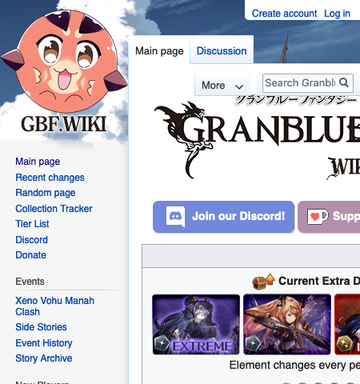 Create account Log in
Main page Discussion
More
Search Granblu
GBF.WIKI
グランブルーファンタジー
GRANBLUE
WIK
Main page
Recent changes
Random page
Collection Tracker
Tier List
Discord
Donate
Join our Discord!
Supp
Events
Xeno Vohu Manah
Clash
Side Stories
Event History
Story Archive
Current Extra D
EXTREME
Element changes every pe